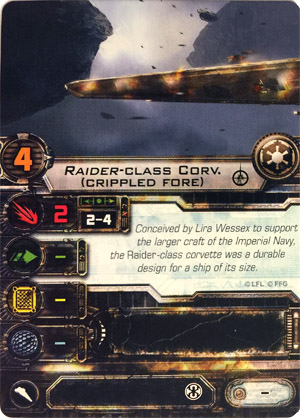 4
RAIDER-CLASS CORV.
(CRIPPLED FORE)
2
2-4
Conceived by Lira Wessex to support
the larger craft of the Imperial Navy,
the Raider-class corvette was a durable
design for a ship of its size.
©LFL ©FFG
–
–
–
–